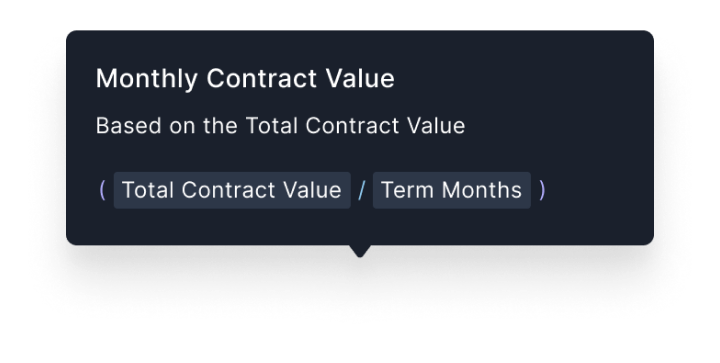 Monthly Contract Value
Based on the Total Contract Value
( Total Contract Value / Term Months )